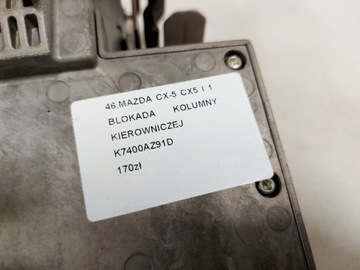 46.MAZDA CX-5 CX5 I 1
BLOKADA KOLUMNY
KIEROWNICZEJ
K7400AZ91D
170zł